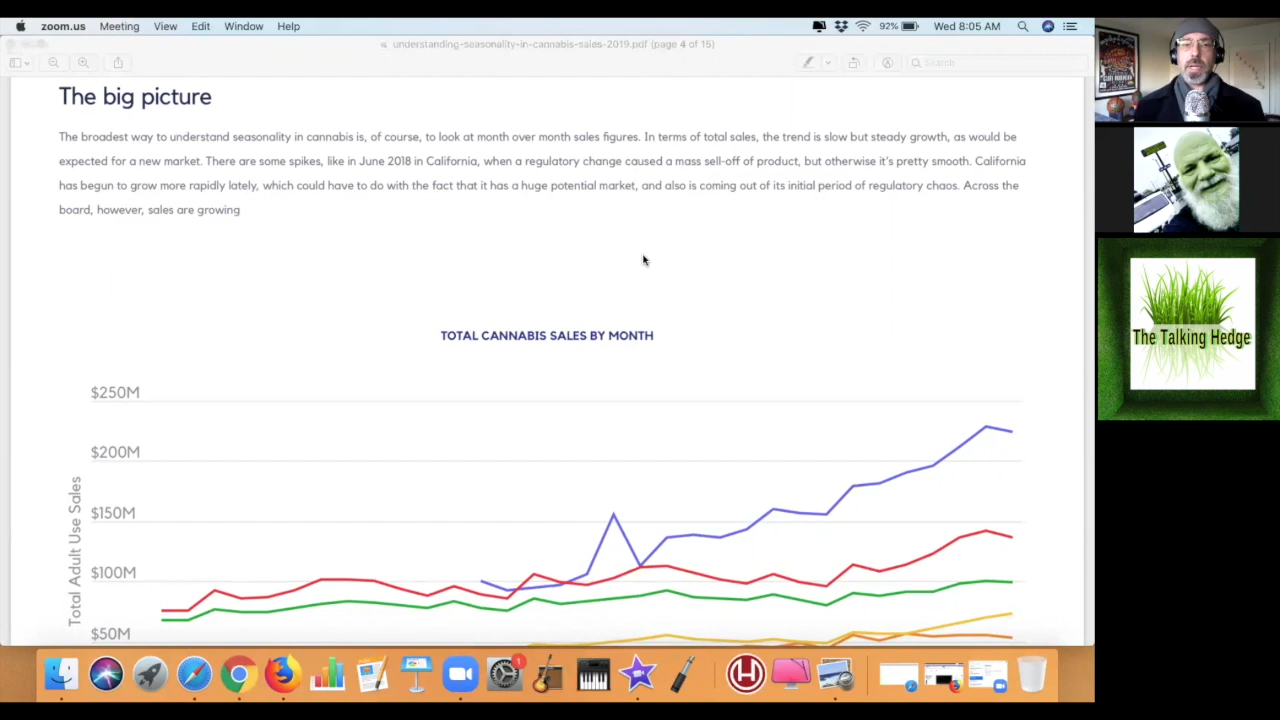 zoom.us Meeting View Edit Window Help 92% Wed 8:05 AM
understanding-seasonality-in-cannabis-sales-2019.pdf (page 4 of 15)
Search
The big picture
The broadest way to understand seasonality in cannabis is, of course, to look at month over month sales figures. In terms of total sales, the trend is slow but steady growth, as would be
expected for a new market. There are some spikes, like in June 2018 in California, when a regulatory change caused a mass sell-off of product, but otherwise it's pretty smooth. California
has begun to grow more rapidly lately, which could have to do with the fact that it has a huge potential market, and also is coming out of its initial period of regulatory chaos. Across the
board, however, sales are growing
TOTAL CANNABIS SALES BY MONTH
$250M
$200M
$150M
$100M
$50M
Total Adult Use Sales
1
H
The Talking Hedge